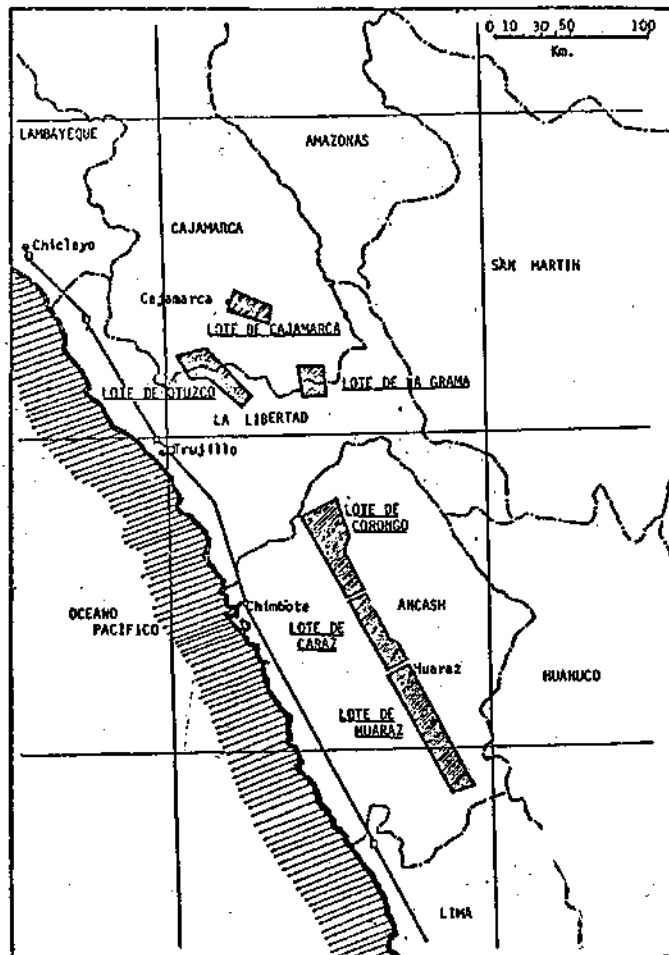 0 10 30 50 100
Km.
LAMBAYEQUE
AMAZONAS
CAJAMARCA
Chiclayo
SAN MARTIN
Cajamarca
LOTE DE CAJAMARCA
LOTE DE OTUZCO
LOTE DE LA GRAMA
LA LIBERTAD
Trujillo
LOTE DE
CORONGO
OCEANO
PACIFICO
Chimbote
ANCASH
LOTE DE
CARAZ
Huaraz
HUANUCO
LOTE DE
HUARAZ
LIMA